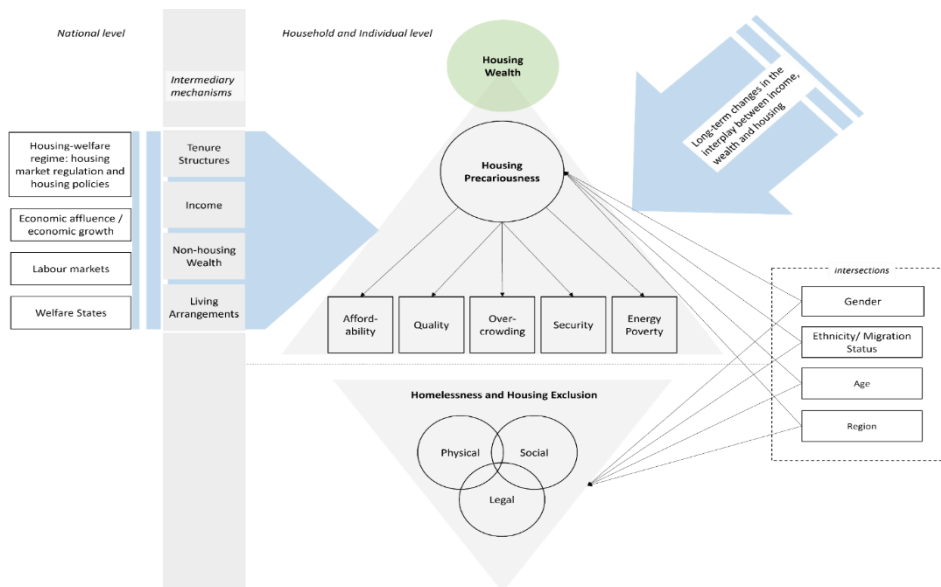 National level
Household and Individual level
Intermediary
mechanisms
Housing
Wealth
Long-term changes in the
interplay between income,
wealth and housing
Housing-welfare
regime: housing
market regulation and
housing policies
Economic affluence /
economic growth
Labour markets
Welfare States
Tenure
Structures
Income
Non-housing
Wealth
Living
Arrangements
Housing
Precariousness
Afford-
ability
Quality
Over-
crowding
Security
Energy
Poverty
Homelessness and Housing Exclusion
Physical
Social
Legal
intersections
Gender
Ethnicity/ Migration
Status
Age
Region